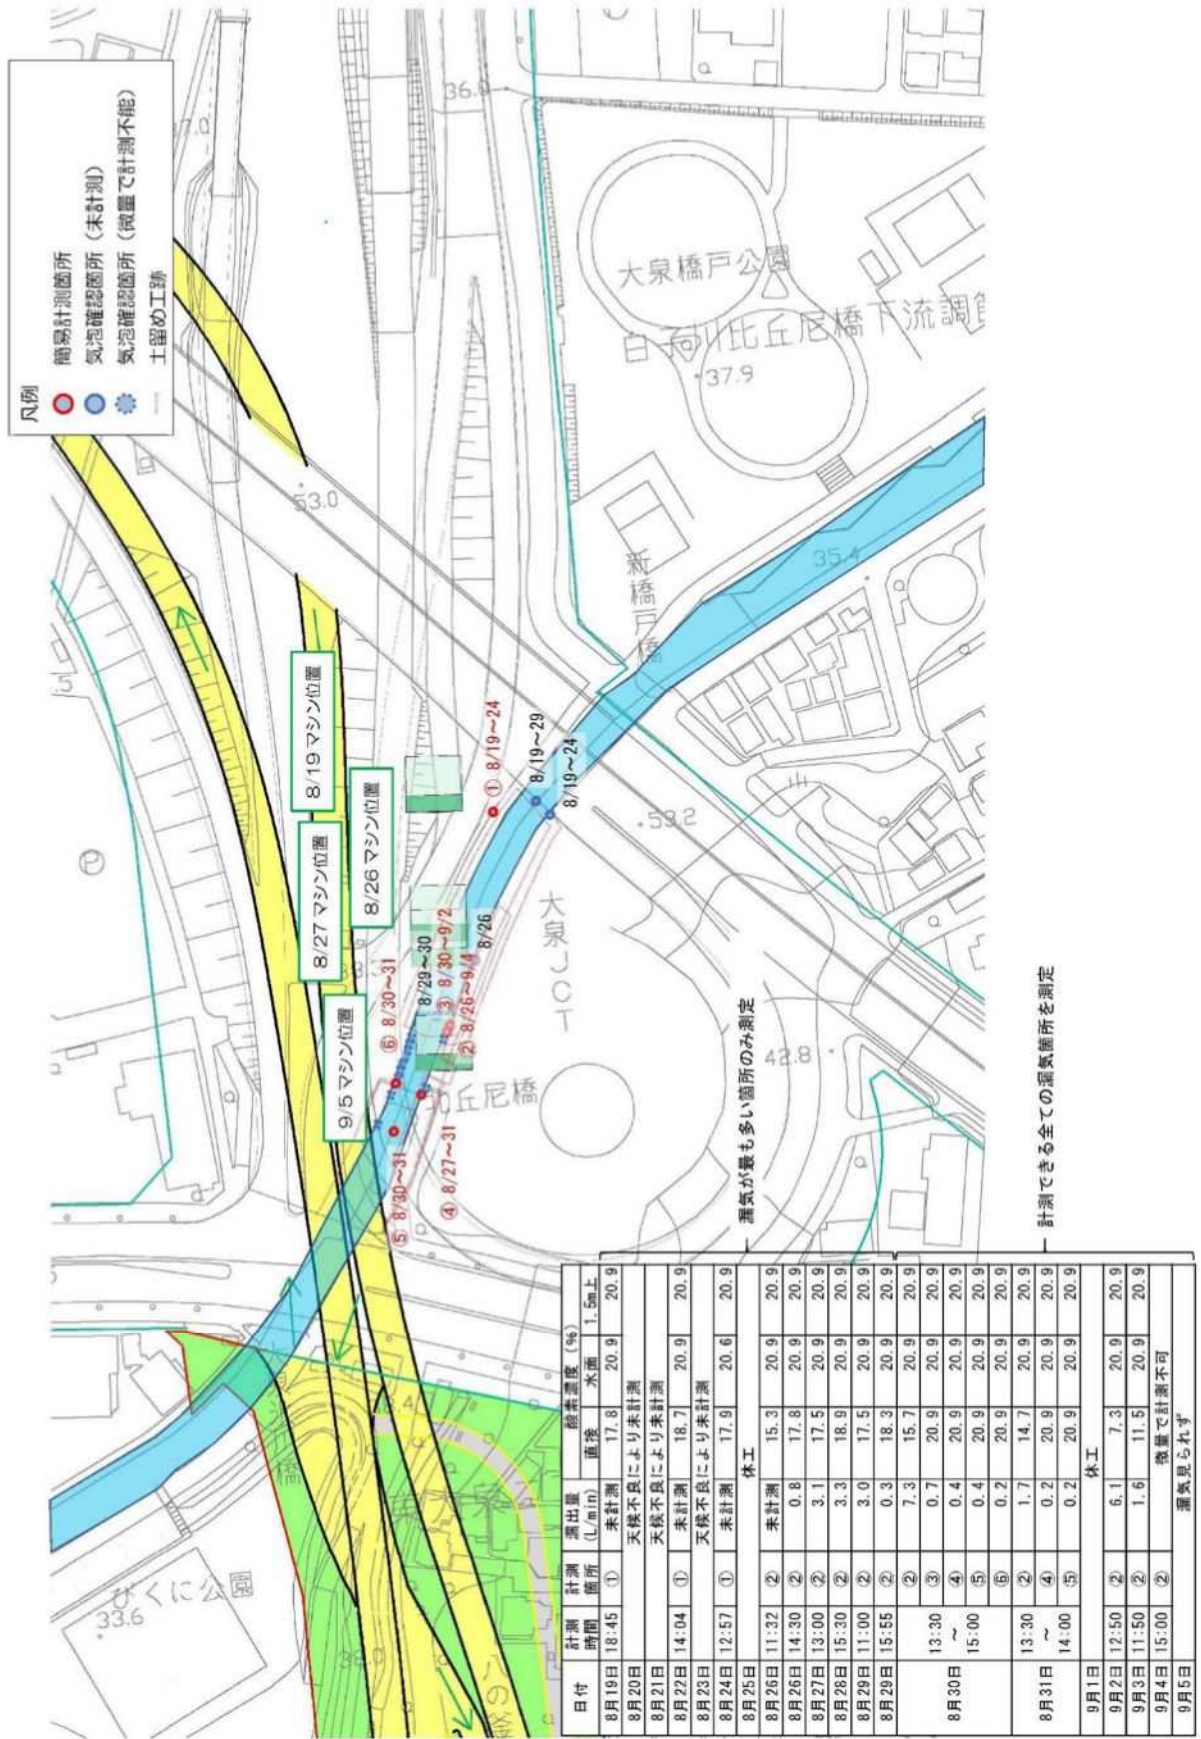 凡例
簡易計測箇所
気泡確認箇所（未計測）
気泡確認箇所（微量で計測不能）
土留め工跡
37.0
36.0
53.0
大泉橋戸公園
白子川比丘尼橋下流調
37.9
新橋戸橋
35.4
53.2
大泉JCT
42.8
比丘尼橋
びくに公園
33.6
8/19マシン位置
8/27 マシン位置
8/26 マシン位置
9/5 マシン位置
① 8/19～24
8/19～29
8/19～24
8/26
8/29～30
③ 8/30～9/2
② 8/26～9/4
⑥ 8/30～31
⑤ 8/30～31
④ 8/27～31
漏気が最も多い箇所のみ測定
計測できる全ての漏気箇所を測定
日付 計測時間 計測箇所 漏出量(L/min) 酸素濃度（％） 直接 水面 1.5m上
8月19日 18:45 ① 未計測 17.8 20.9 20.9
8月20日 天候不良により未計測
8月21日 天候不良により未計測
8月22日 14:04 ① 未計測 18.7 20.9 20.9
8月23日 天候不良により未計測
8月24日 12:57 ① 未計測 17.9 20.6 20.9
8月25日 休工
8月26日 11:32 ② 未計測 15.3 20.9 20.9
8月26日 14:30 ② 0.8 17.8 20.9 20.9
8月27日 13:00 ② 3.1 17.5 20.9 20.9
8月28日 15:30 ② 3.3 18.9 20.9 20.9
8月29日 11:00 ② 3.0 17.5 20.9 20.9
8月29日 15:55 ② 0.3 18.3 20.9 20.9
8月30日 13:30～15:00 ② 7.3 15.7 20.9 20.9
③ 0.7 20.9 20.9 20.9
④ 0.4 20.9 20.9 20.9
⑤ 0.4 20.9 20.9 20.9
⑥ 0.2 20.9 20.9 20.9
8月31日 13:30～14:00 ② 1.7 14.7 20.9 20.9
④ 0.2 20.9 20.9 20.9
⑤ 0.2 20.9 20.9 20.9
9月1日 休工
9月2日 12:50 ② 6.1 7.3 20.9 20.9
9月3日 11:50 ② 1.6 11.5 20.9 20.9
9月4日 15:00 ② 微量で計測不可
9月5日 漏気見られず